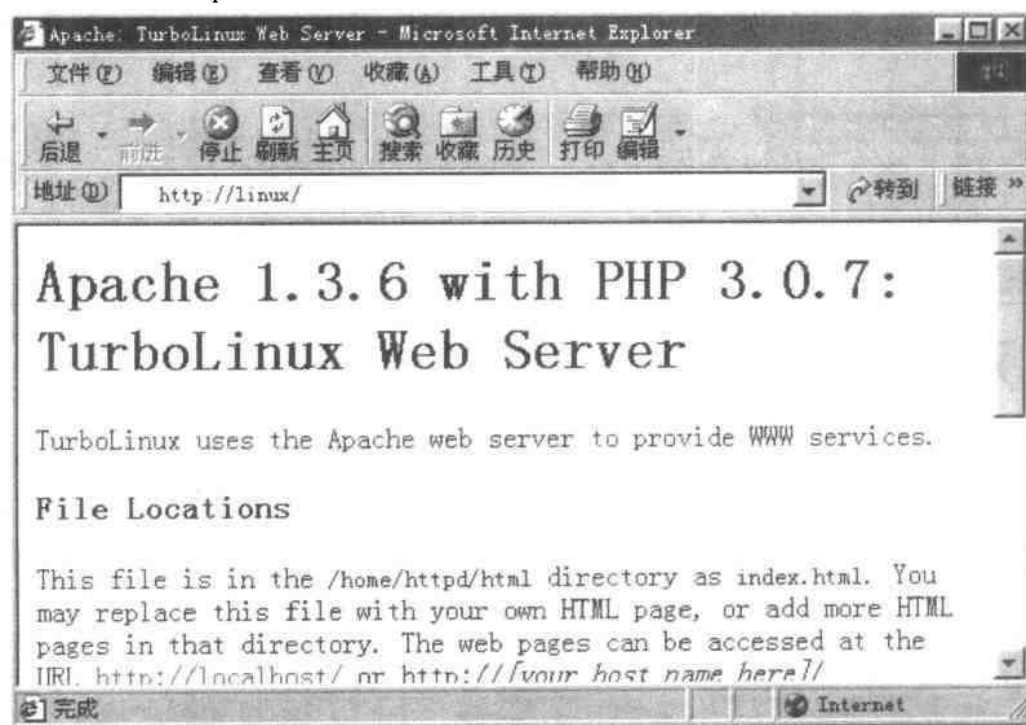 Apache: TurboLinux Web Server - Microsoft Internet Explorer
文件(F) 编辑(E) 查看(V) 收藏(A) 工具(T) 帮助(H)
后退 前进 停止 刷新 主页 搜索 收藏 历史 打印 编辑
地址(D) http://linux/ 转到 链接 »
Apache 1.3.6 with PHP 3.0.7:
TurboLinux Web Server
TurboLinux uses the Apache web server to provide WWW services.
File Locations
This file is in the /home/httpd/html directory as index.html. You
may replace this file with your own HTML page, or add more HTML
pages in that directory. The web pages can be accessed at the
URL http://localhost/ or http://[your host name here]/
完成 Internet